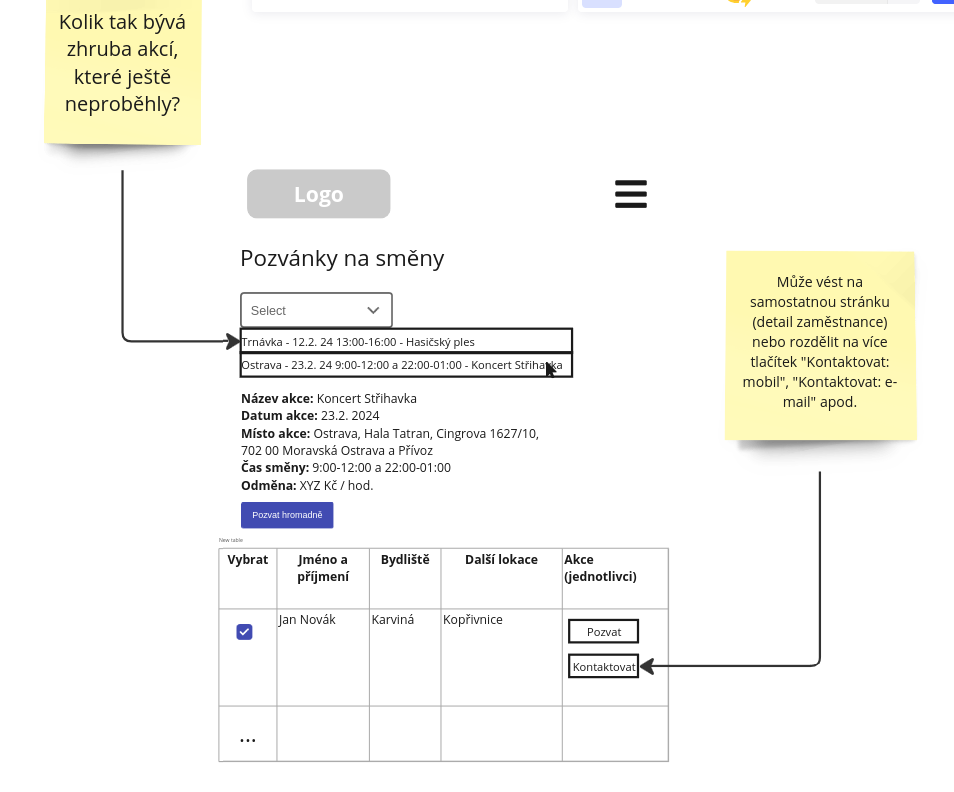 Kolik tak bývá
zhruba akcí,
které ještě
neproběhly?
Logo
Pozvánky na směny
Select
Trnávka - 12.2. 24 13:00-16:00 - Hasičský ples
Ostrava - 23.2. 24 9:00-12:00 a 22:00-01:00 - Koncert Střihavka
Název akce: Koncert Střihavka
Datum akce: 23.2. 2024
Místo akce: Ostrava, Hala Tatran, Cingrova 1627/10,
702 00 Moravská Ostrava a Přívoz
Čas směny: 9:00-12:00 a 22:00-01:00
Odměna: XYZ Kč / hod.
Pozvat hromadně
New table
Vybrat
Jméno a
příjmení
Bydliště
Další lokace
Akce
(jednotlivci)
Jan Novák
Karviná
Kopřivnice
Pozvat
Kontaktovat
...
Může vést na
samostatnou stránku
(detail zaměstnance)
nebo rozdělit na více
tlačítek "Kontaktovat:
mobil", "Kontaktovat: e-
mail" apod.